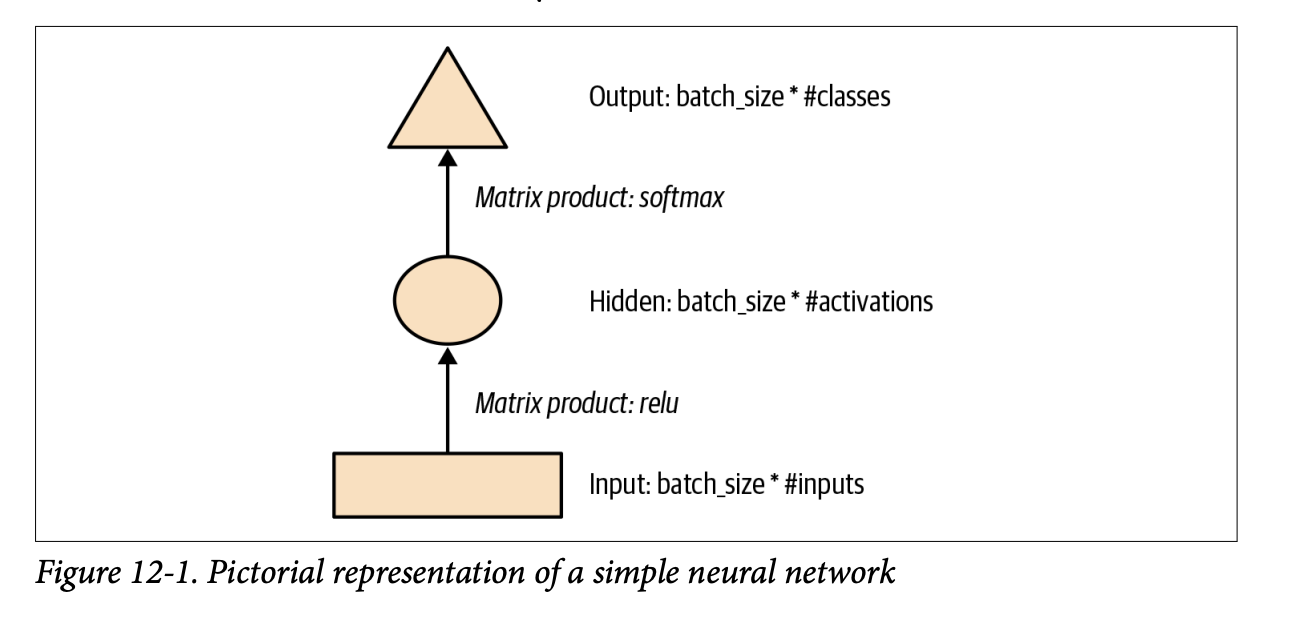 Output: batch_size * #classes
Matrix product: softmax
Hidden: batch_size * #activations
Matrix product: relu
Input: batch_size * #inputs
Figure 12-1. Pictorial representation of a simple neural network